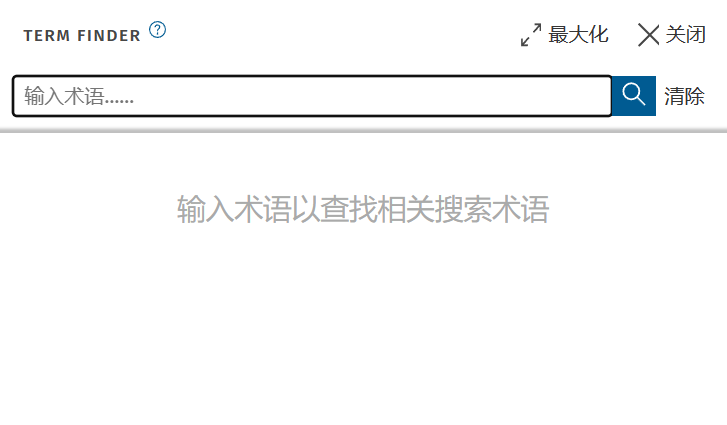 TERM FINDER ? 最大化 关闭
输入术语...... 清除
输入术语以查找相关搜索术语